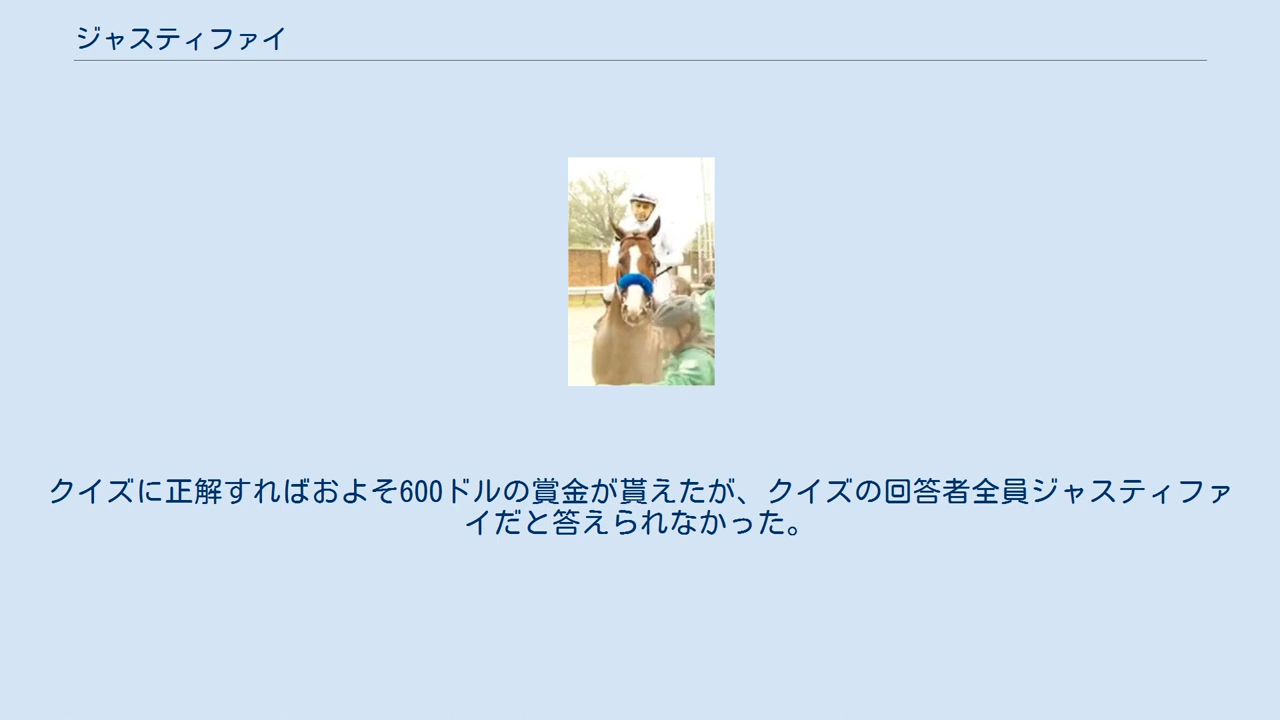 ジャスティファイ
クイズに正解すればおよそ600ドルの賞金が貰えたが、クイズの回答者全員ジャスティファ
イだと答えられなかった。